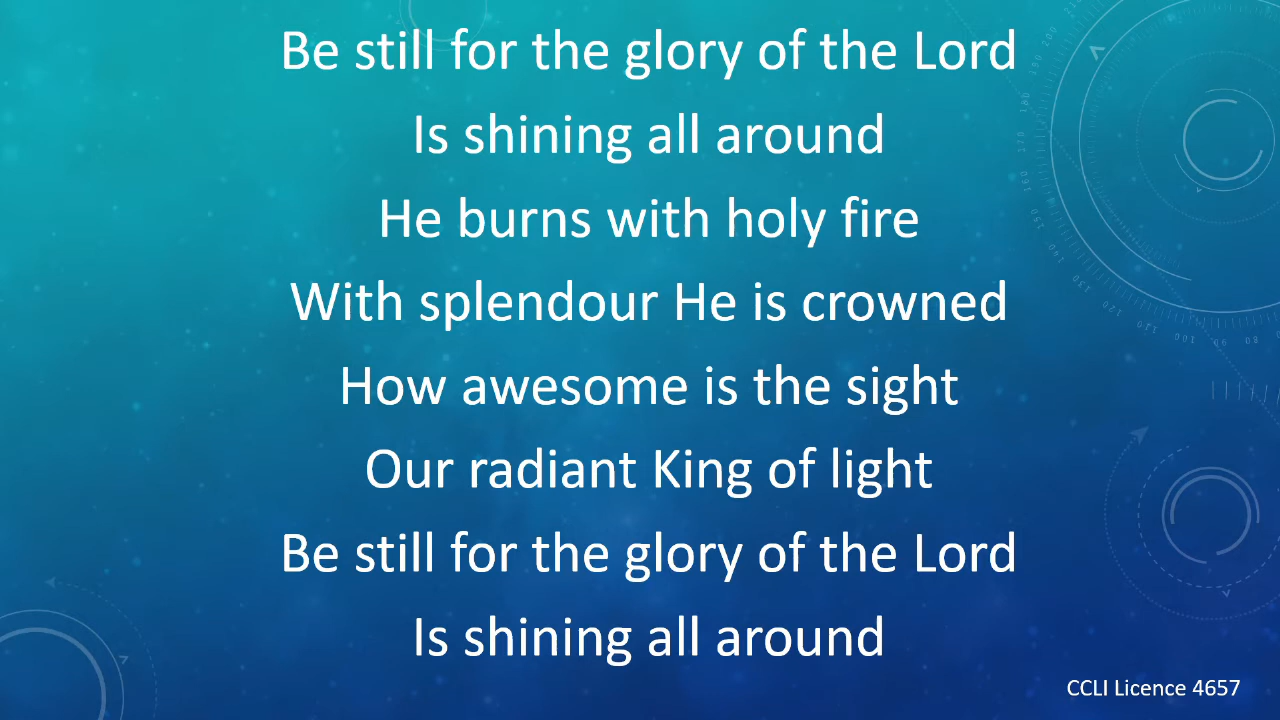 Be still for the glory of the Lord
Is shining all around
He burns with holy fire
With splendour He is crowned
How awesome is the sight
Our radiant King of light
Be still for the glory of the Lord
Is shining all around
CCLI Licence 4657